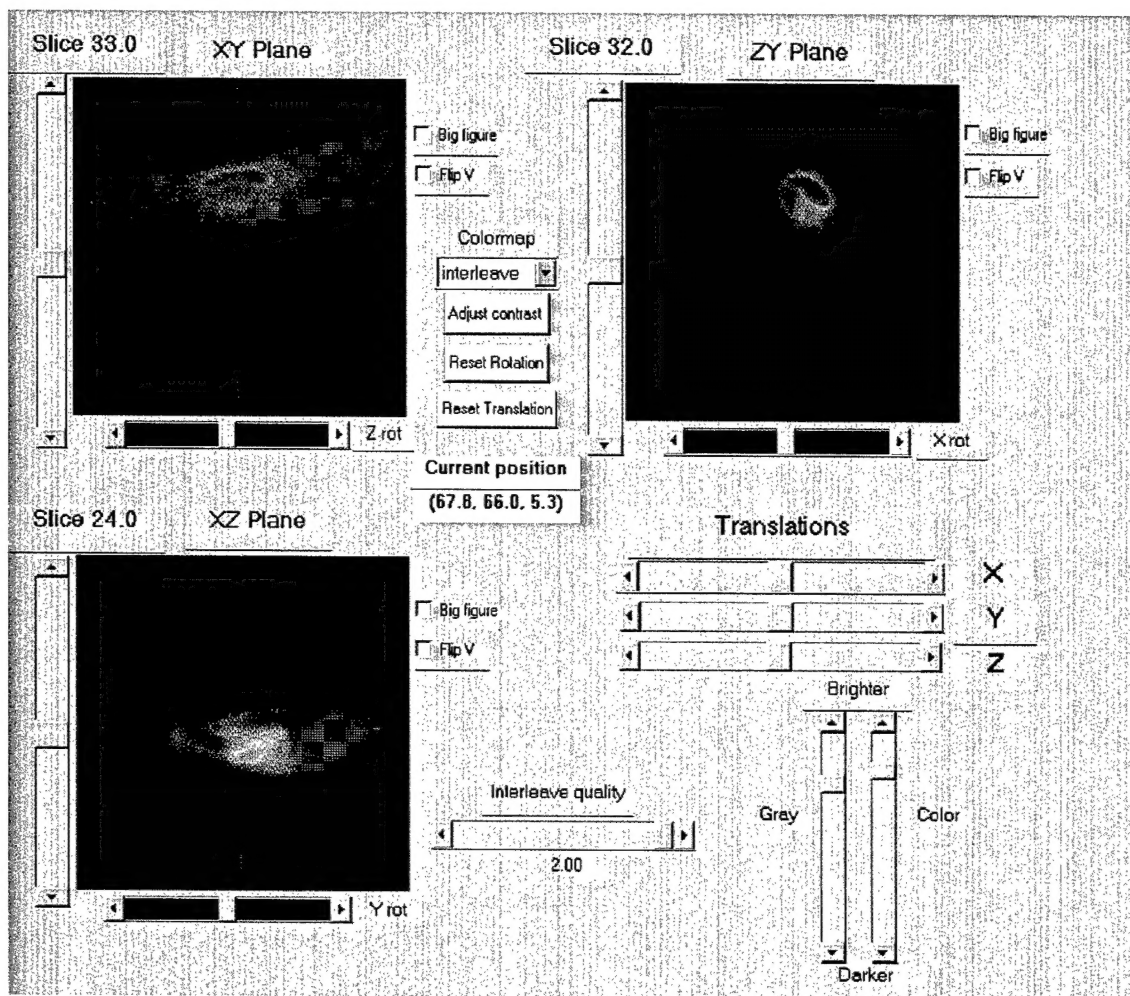 Slice 33.0
XY Plane
Big figure
Flip V
Slice 32.0
ZY Plane
Big figure
Flip V
Colormap
interleave
Adjust contrast
Reset Rotation
Reset Translation
Z rot
X rot
Current position
(67.8, 66.0, 5.3)
Slice 24.0
XZ Plane
Big figure
Flip V
Y rot
Translations
X
Y
Z
Interleave quality
2.00
Brighter
Gray
Color
Darker